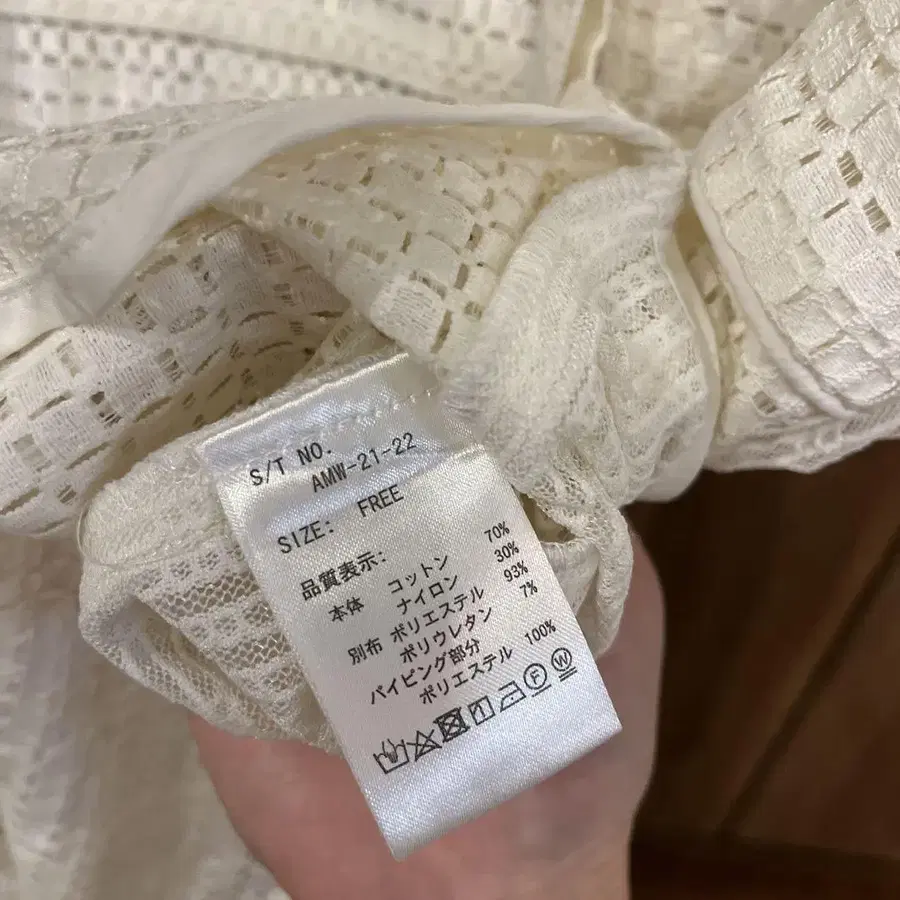 S/T NO.
AMW-21-22
SIZE: FREE
品質表示:
本体 コットン 70%
ナイロン 30%
別布 ポリエステル 93%
ポリウレタン 7%
パイピング部分
ポリエステル 100%
F W